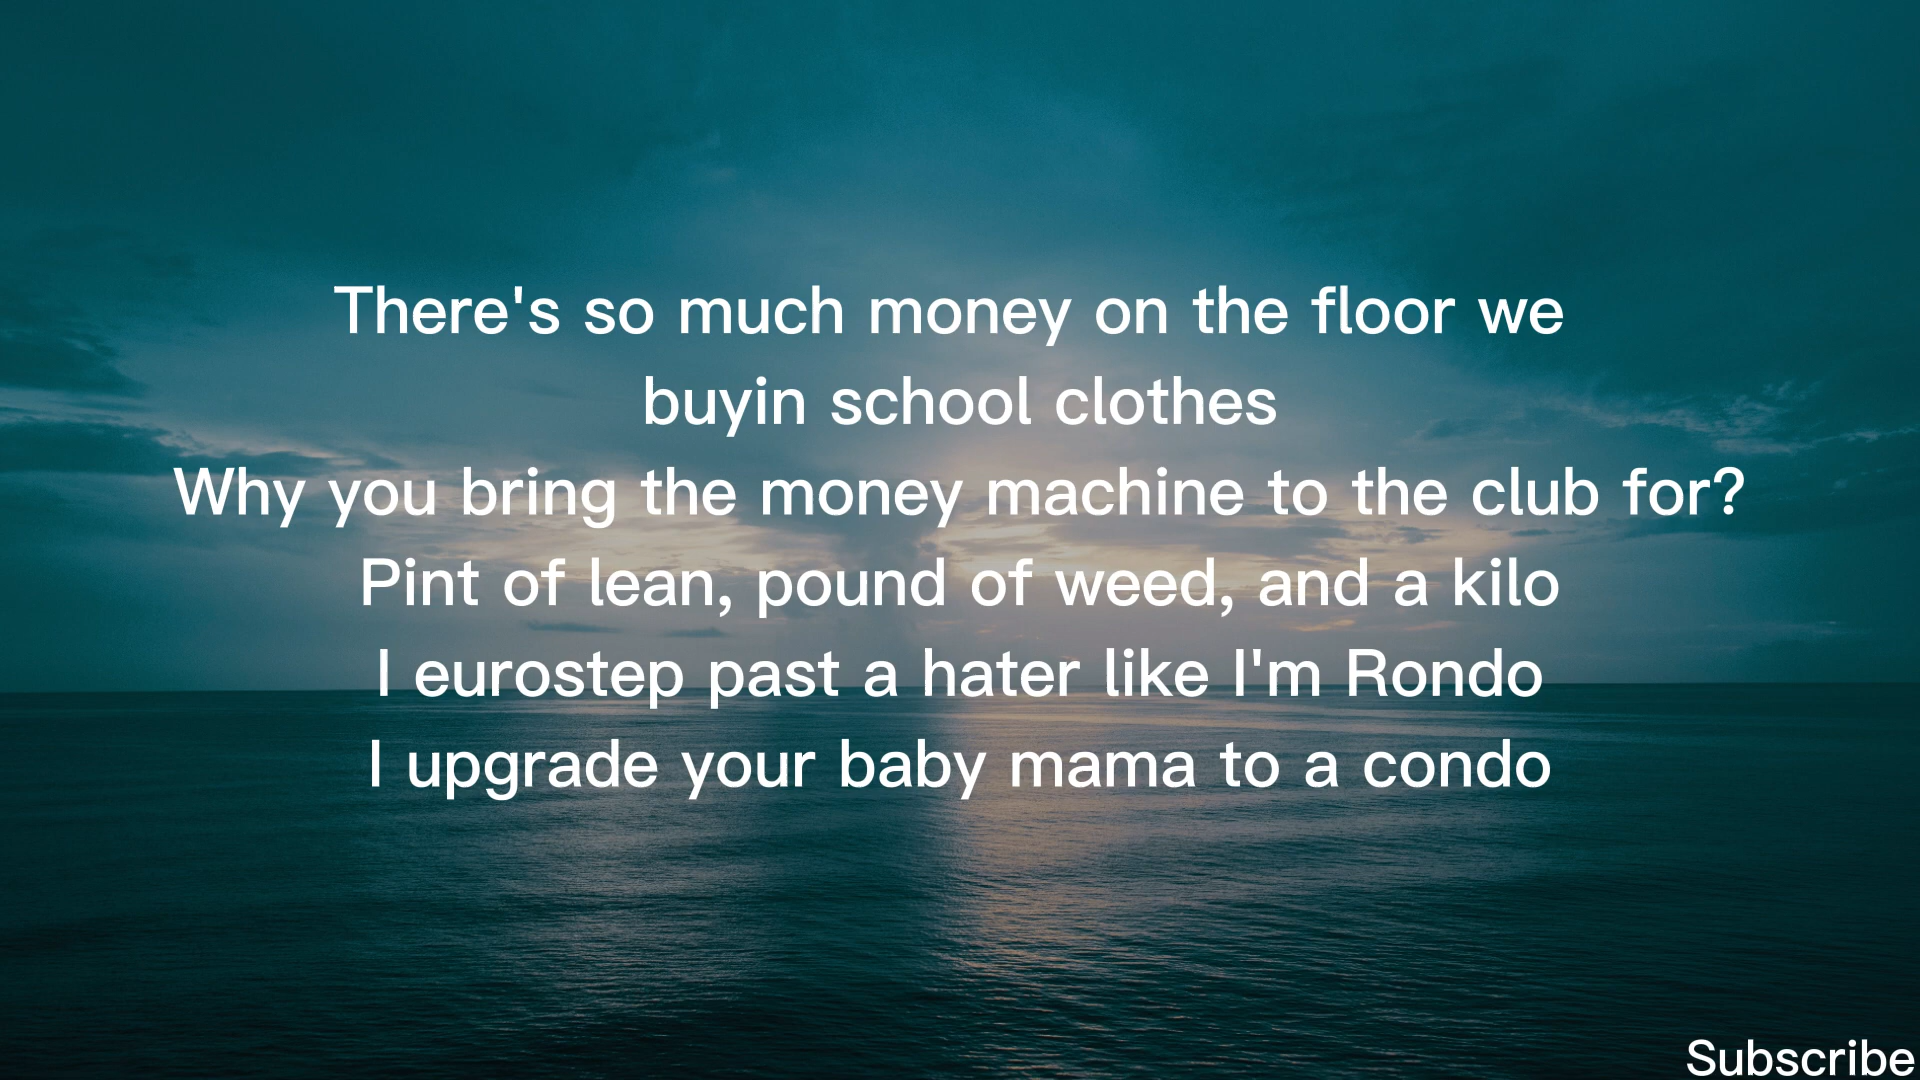 There's so much money on the floor we
buyin school clothes
Why you bring the money machine to the club for?
Pint of lean, pound of weed, and a kilo
I eurostep past a hater like I'm Rondo
I upgrade your baby mama to a condo
Subscribe